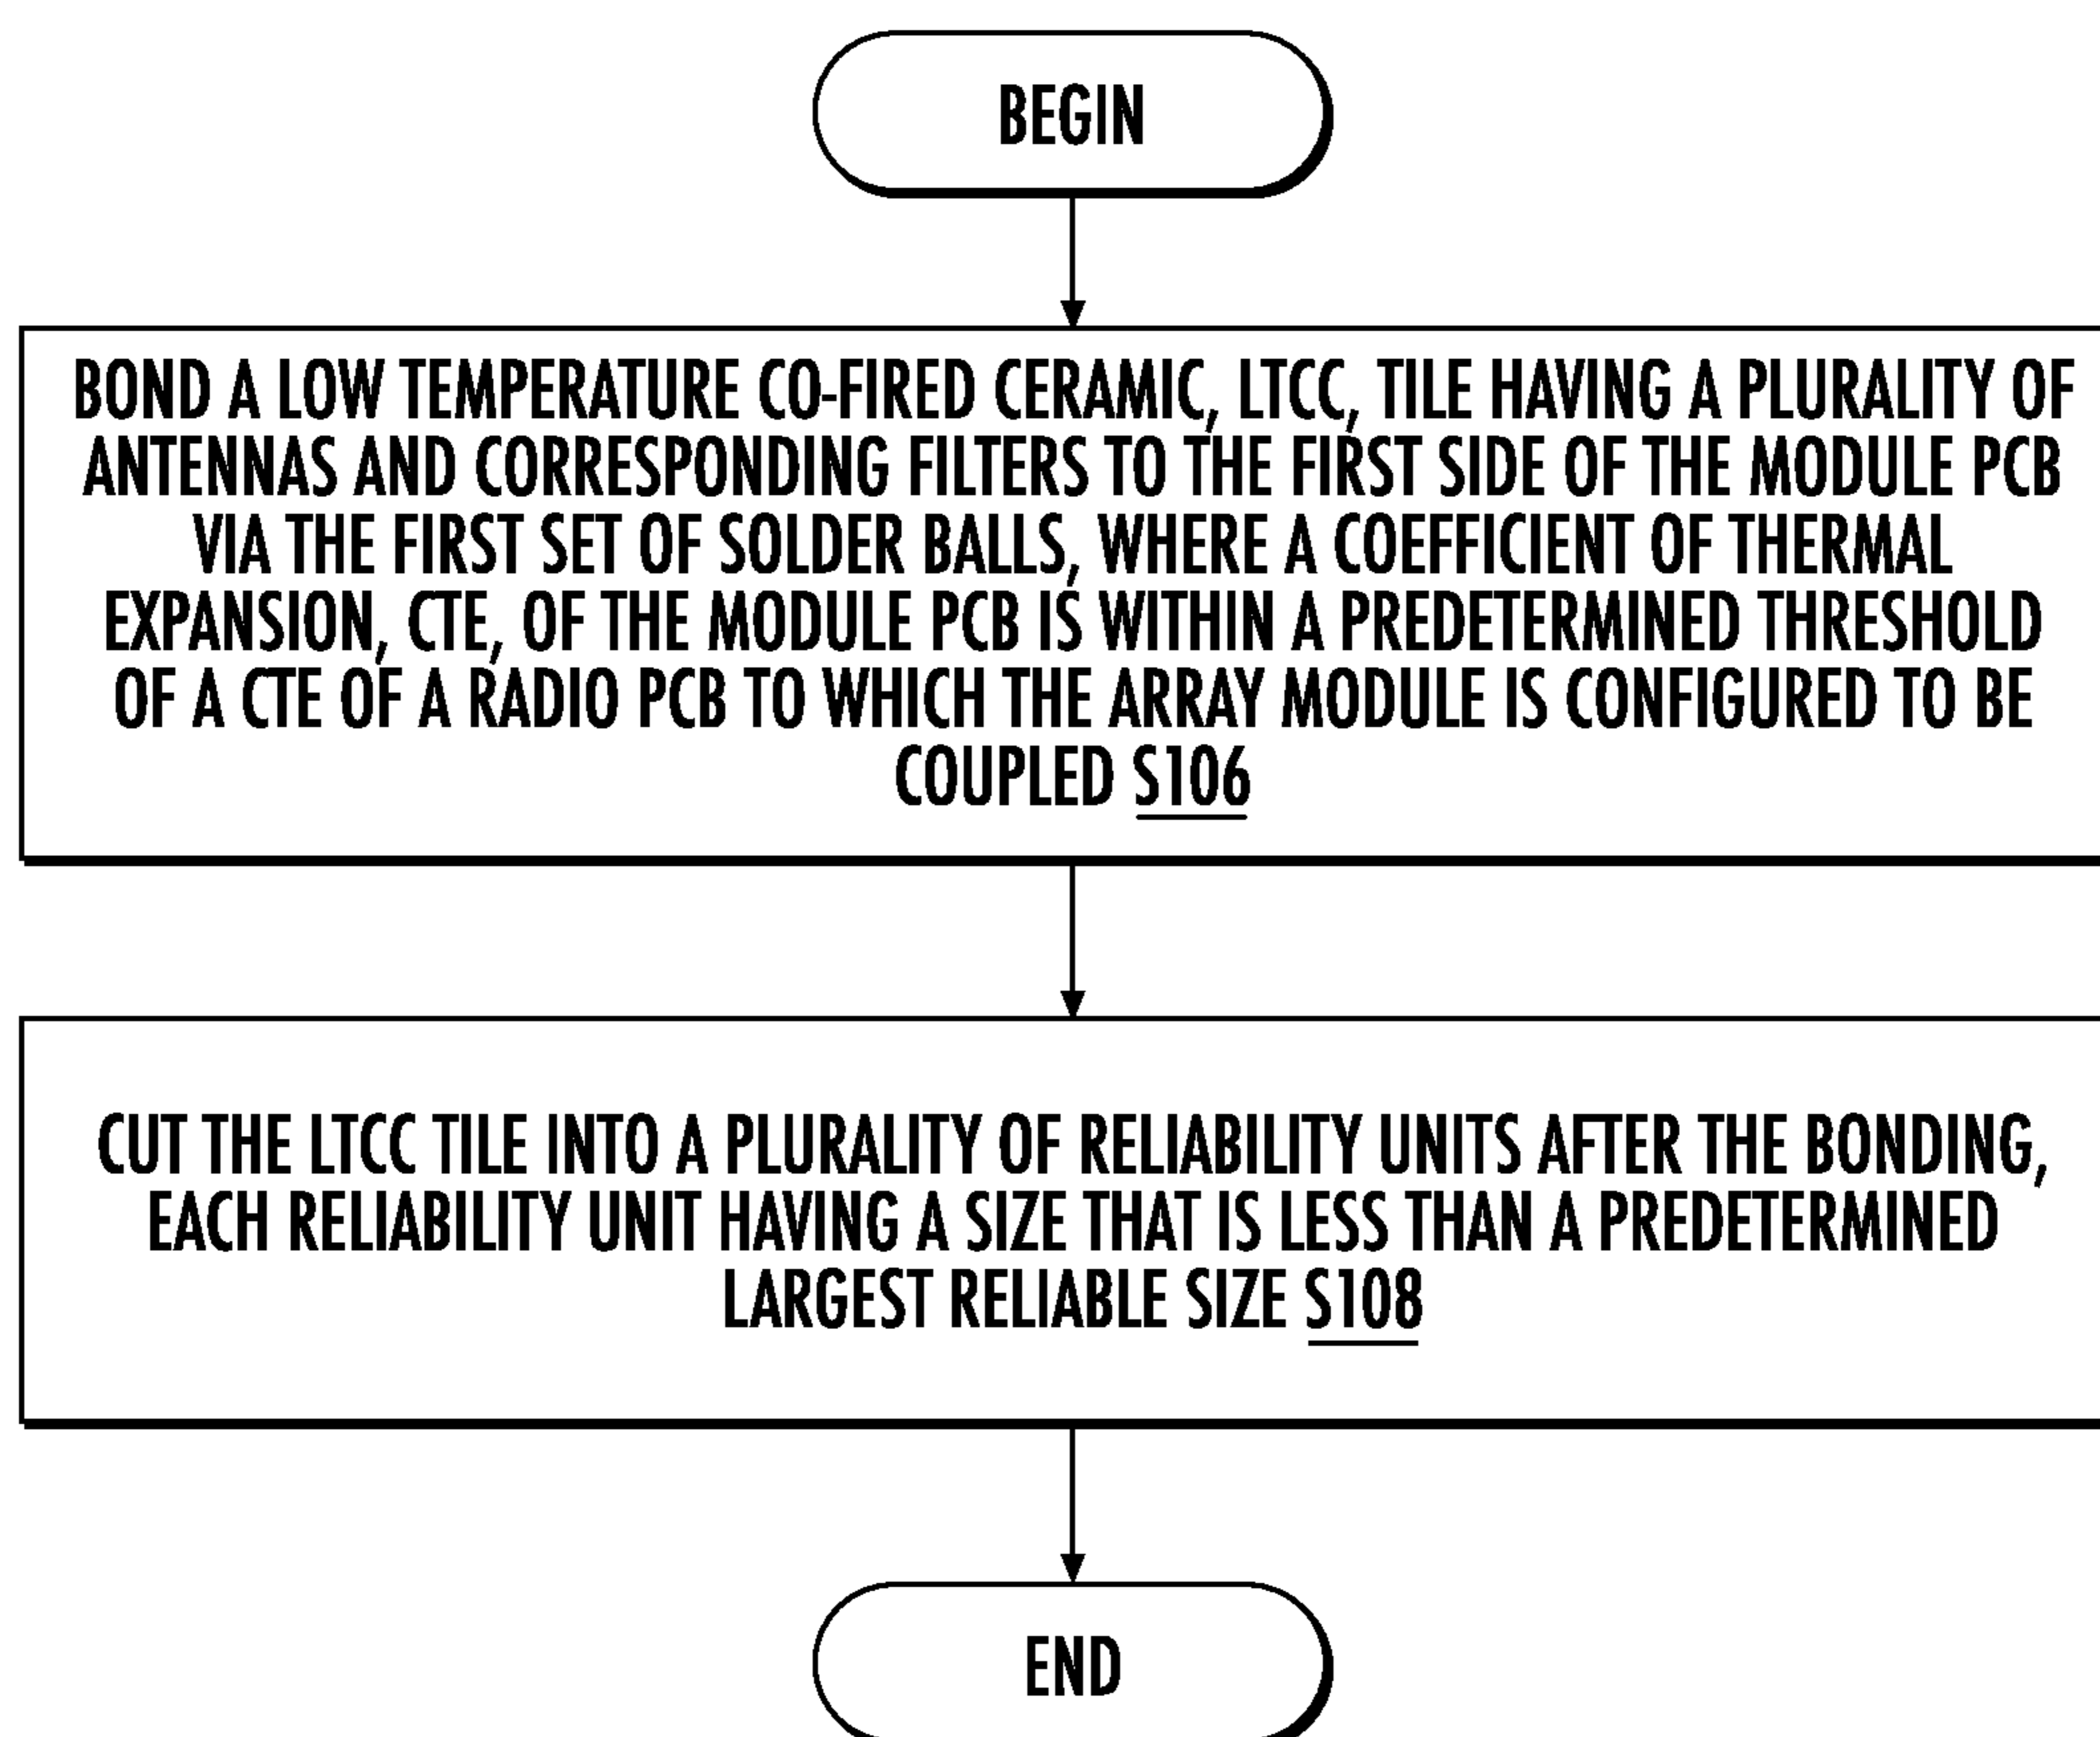 BEGIN
BOND A LOW TEMPERATURE CO-FIRED CERAMIC, LTCC, TILE HAVING A PLURALITY OF
ANTENNAS AND CORRESPONDING FILTERS TO THE FIRST SIDE OF THE MODULE PCB
VIA THE FIRST SET OF SOLDER BALLS, WHERE A COEFFICIENT OF THERMAL
EXPANSION, CTE, OF THE MODULE PCB IS WITHIN A PREDETERMINED THRESHOLD
OF A CTE OF A RADIO PCB TO WHICH THE ARRAY MODULE IS CONFIGURED TO BE
COUPLED S106
CUT THE LTCC TILE INTO A PLURALITY OF RELIABILITY UNITS AFTER THE BONDING,
EACH RELIABILITY UNIT HAVING A SIZE THAT IS LESS THAN A PREDETERMINED
LARGEST RELIABLE SIZE S108
END